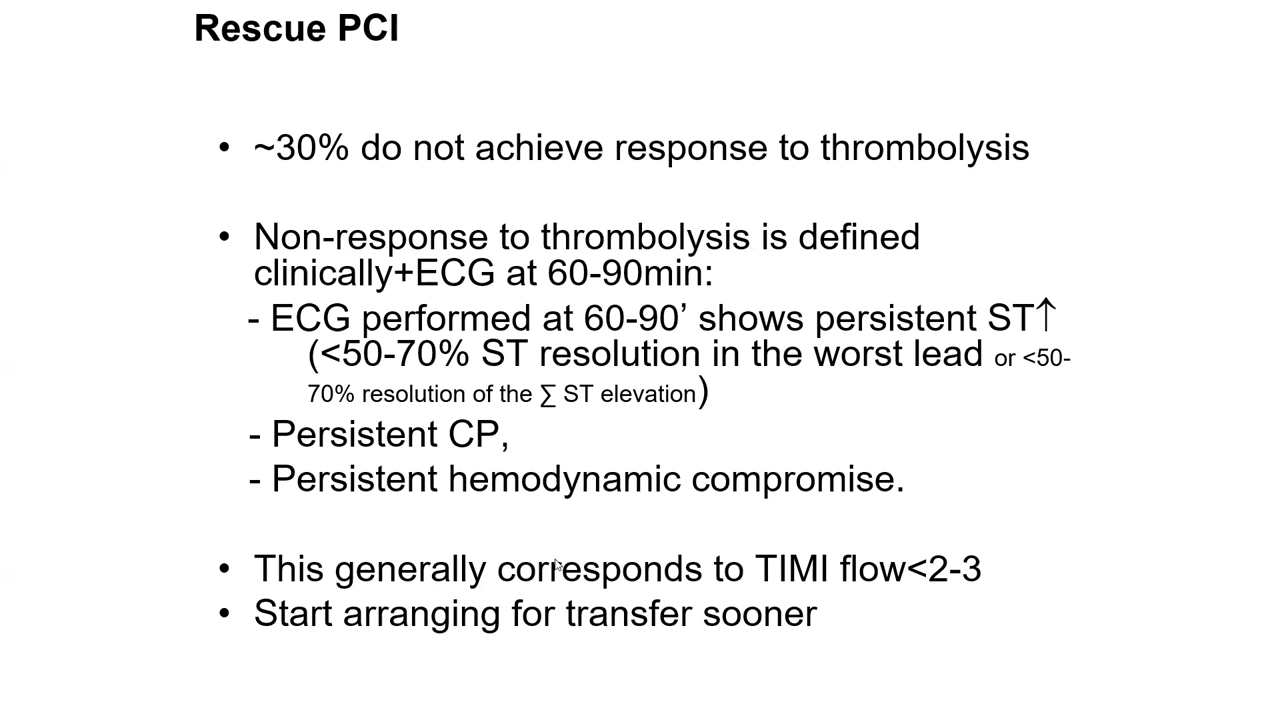 Rescue PCI
• ~30% do not achieve response to thrombolysis
• Non-response to thrombolysis is defined
clinically+ECG at 60-90min:
- ECG performed at 60-90’ shows persistent ST↑
(<50-70% ST resolution in the worst lead or <50-
70% resolution of the ∑ ST elevation)
- Persistent CP,
- Persistent hemodynamic compromise.
• This generally corresponds to TIMI flow<2-3
• Start arranging for transfer sooner